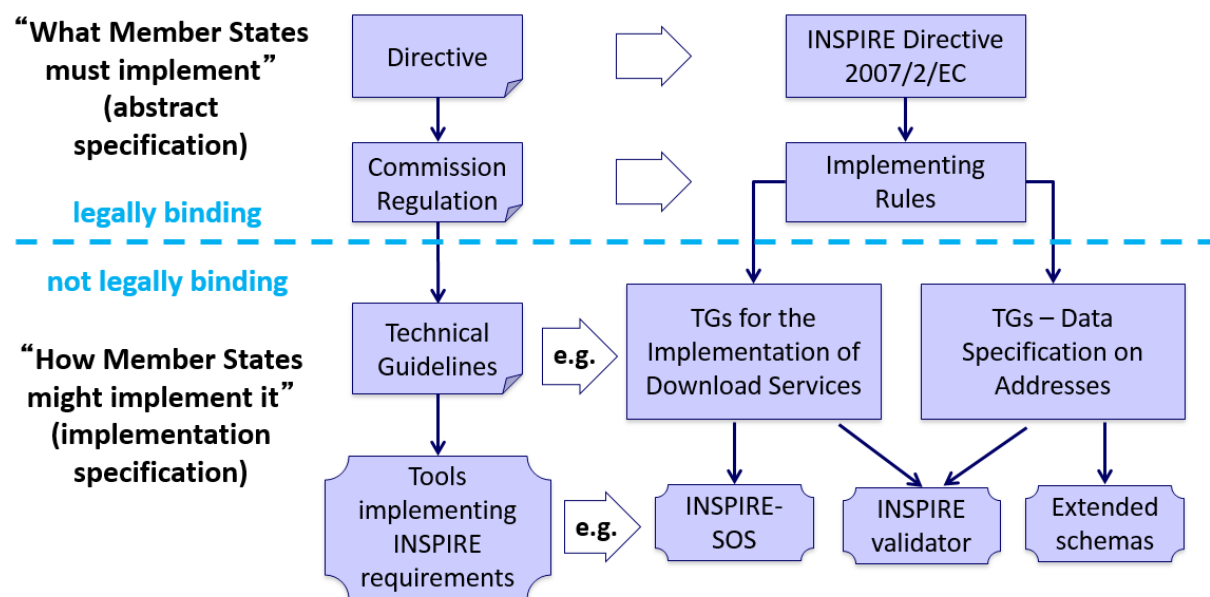 “What Member States
must implement”
(abstract
specification)
legally binding
not legally binding
“How Member States
might implement it”
(implementation
specification)
Directive
INSPIRE Directive
2007/2/EC
Commission
Regulation
Implementing
Rules
Technical
Guidelines
e.g.
TGs for the
Implementation of
Download Services
TGs – Data
Specification on
Addresses
Tools
implementing
INSPIRE
requirements
e.g.
INSPIRE-
SOS
INSPIRE
validator
Extended
schemas